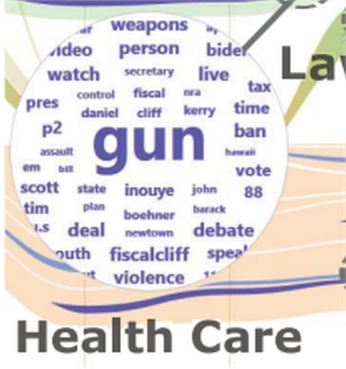 weapons
video person biden
watch secretary live
control fiscal nra tax
pres daniel cliff kerry time
p2 gun ban
assault hawaii
em bill vote
scott state inouye john 88
tim plan boehner barack
u.s deal newtown debate
outh fiscalcliff speak
violence 11
La
Health Care